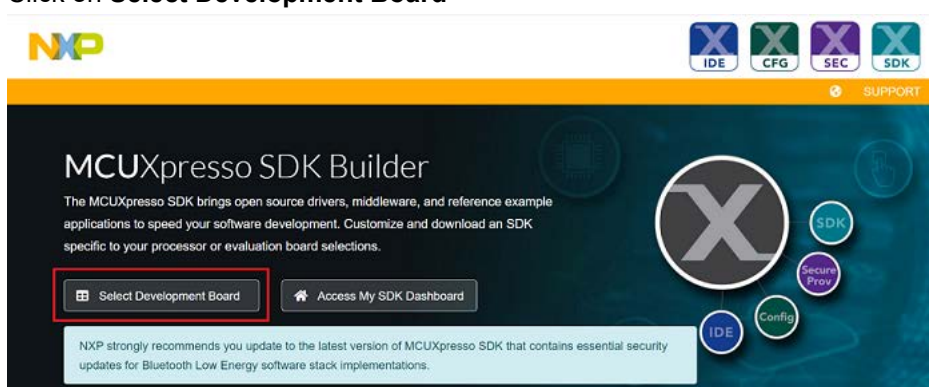 Click on Select Development Board
NXP
IDE
CFG
SEC
SDK
SUPPORT
MCUXpresso SDK Builder
The MCUXpresso SDK brings open source drivers, middleware, and reference example
applications to speed your software development. Customize and download an SDK
specific to your processor or evaluation board selections.
Select Development Board
Access My SDK Dashboard
SDK
Secure
Prov
Config
IDE
NXP strongly recommends you update to the latest version of MCUXpresso SDK that contains essential security
updates for Bluetooth Low Energy software stack implementations.